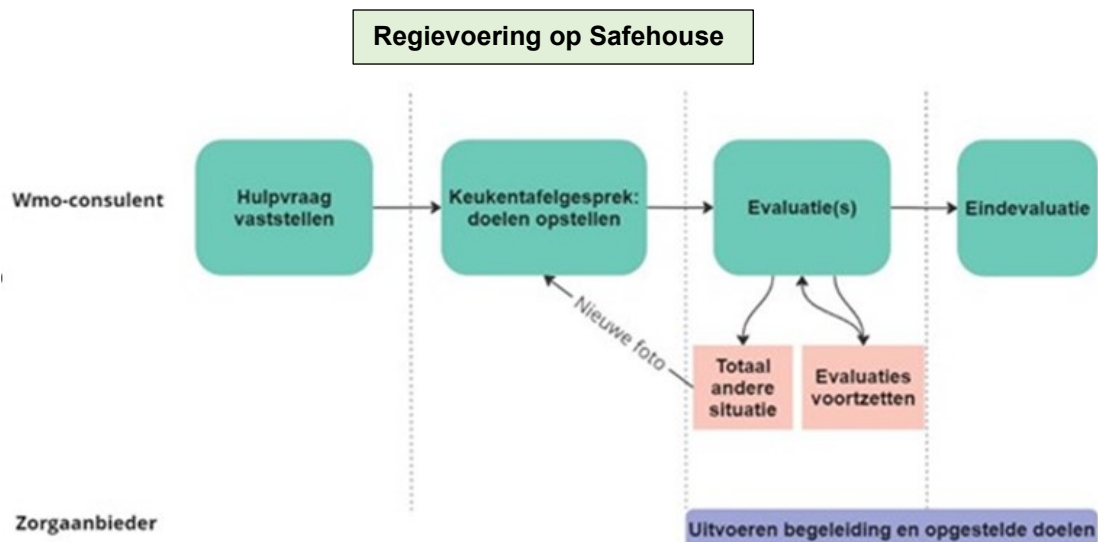 Regievoering op Safehouse
Wmo-consulent
Hulpvraag
vaststellen
Keukentafelgesprek:
doelen opstellen
Evaluatie(s)
Eindevaluatie
Nieuwe foto
Totaal
andere
situatie
Evaluaties
voortzetten
Zorgaanbieder
Uitvoeren begeleiding en opgestelde doelen